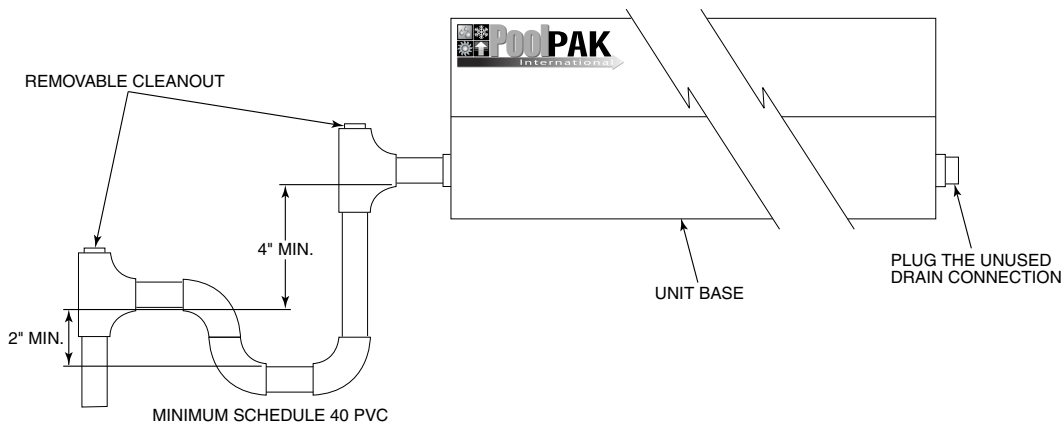 PoolPAK
International
REMOVABLE CLEANOUT
4" MIN.
2" MIN.
UNIT BASE
PLUG THE UNUSED
DRAIN CONNECTION
MINIMUM SCHEDULE 40 PVC